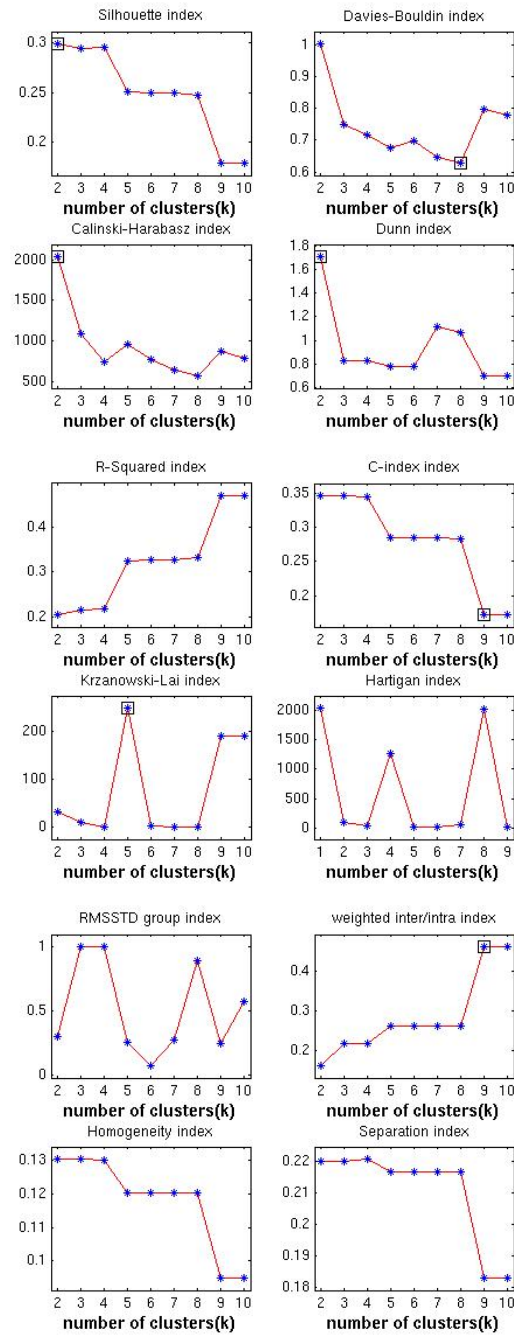 Silhouette index
0.3
0.25
0.2
2 3 4 5 6 7 8 9 10
number of clusters(k)
Davies-Bouldin index
1
0.9
0.8
0.7
0.6
2 3 4 5 6 7 8 9 10
number of clusters(k)
Calinski-Harabasz index
2000
1500
1000
500
2 3 4 5 6 7 8 9 10
number of clusters(k)
Dunn index
1.8
1.6
1.4
1.2
1
0.8
0.6
2 3 4 5 6 7 8 9 10
number of clusters(k)
R-Squared index
0.4
0.3
0.2
2 3 4 5 6 7 8 9 10
number of clusters(k)
C-index index
0.35
0.3
0.25
0.2
2 3 4 5 6 7 8 9 10
number of clusters(k)
Krzanowski-Lai index
200
100
0
2 3 4 5 6 7 8 9 10
number of clusters(k)
Hartigan index
2000
1500
1000
500
0
1 2 3 4 5 6 7 8 9
number of clusters(k)
RMSSTD group index
1
0.5
0
2 3 4 5 6 7 8 9 10
number of clusters(k)
weighted inter/intra index
0.4
0.3
0.2
2 3 4 5 6 7 8 9 10
number of clusters(k)
Homogeneity index
0.13
0.12
0.11
0.1
2 3 4 5 6 7 8 9 10
number of clusters(k)
Separation index
0.22
0.21
0.2
0.19
0.18
2 3 4 5 6 7 8 9 10
number of clusters(k)